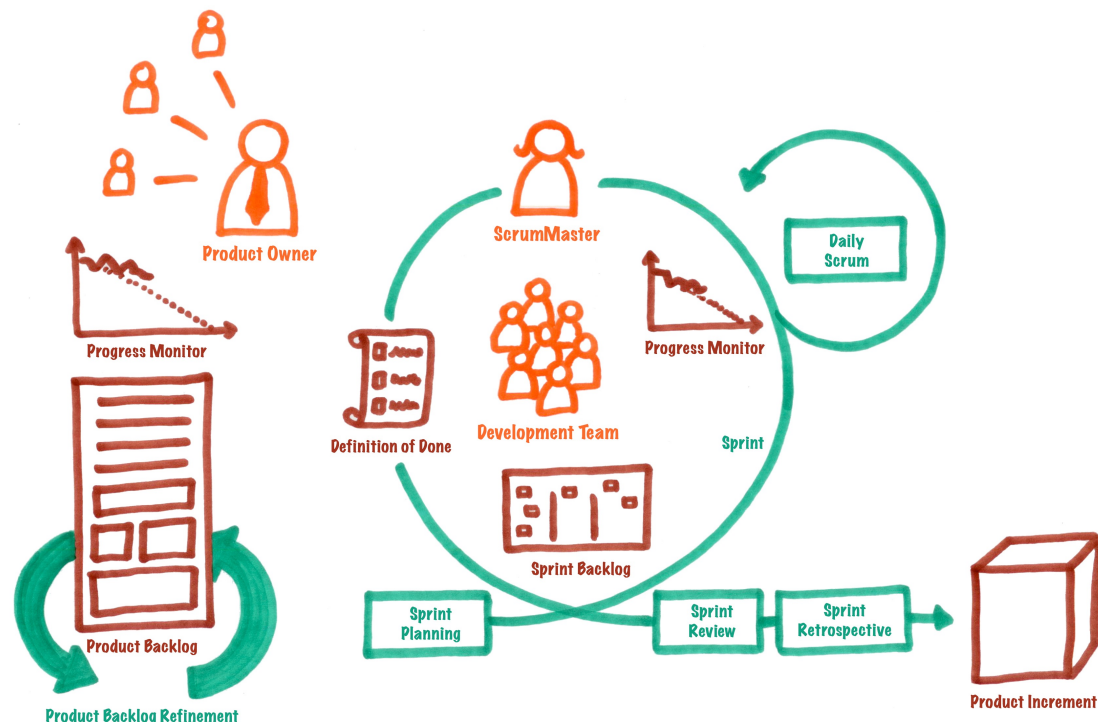 Product Owner
ScrumMaster
Daily
Scrum
Progress Monitor
Progress Monitor
Definition of Done
Development Team
Sprint
Sprint Backlog
Sprint
Planning
Sprint
Review
Sprint
Retrospective
Product Backlog
Product Increment
Product Backlog Refinement